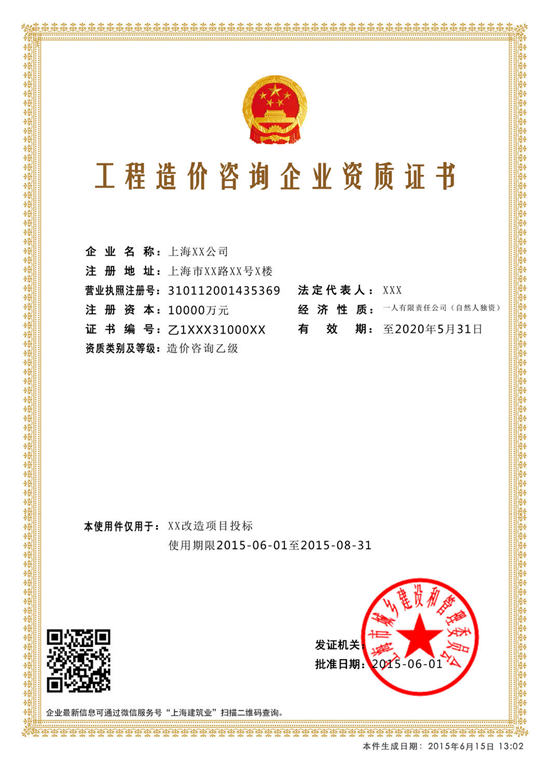 工程造价咨询企业资质证书
企业名称：上海XX公司
注册地址：上海市XX路XX号X楼
营业执照注册号：310112001435369 法定代表人：XXX
注册资本：10000万元 经济性质：一人有限责任公司（自然人独资）
证书编号：乙1XXX31000XX 有效期：至2020年5月31日
资质类别及等级：造价咨询乙级
本使用件仅用于：XX改造项目投标
使用期限2015-06-01至2015-08-31
上海市城乡建设和管理委员会
发证机关：
批准日期：2015-06-01
企业最新信息可通过微信服务号“上海建筑业”扫描二维码查询。
本件生成日期：2015年6月15日 13:02